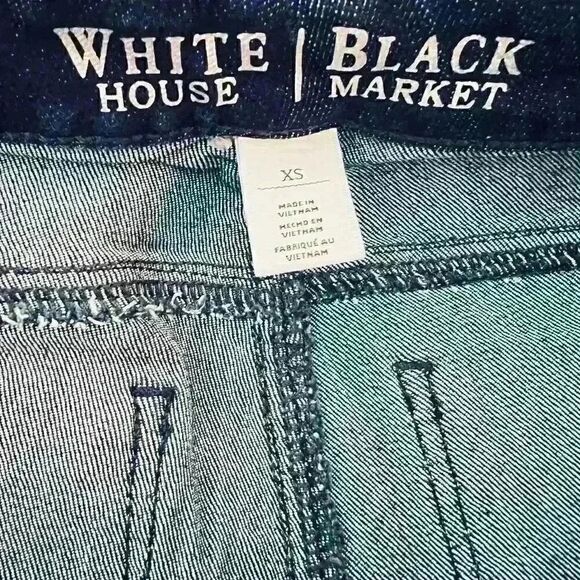 WHITE | BLACK
HOUSE | MARKET
XS
MADE IN
VIETNAM
HECHO EN
VIETNAM
FABRIQUÉ AU
VIETNAM